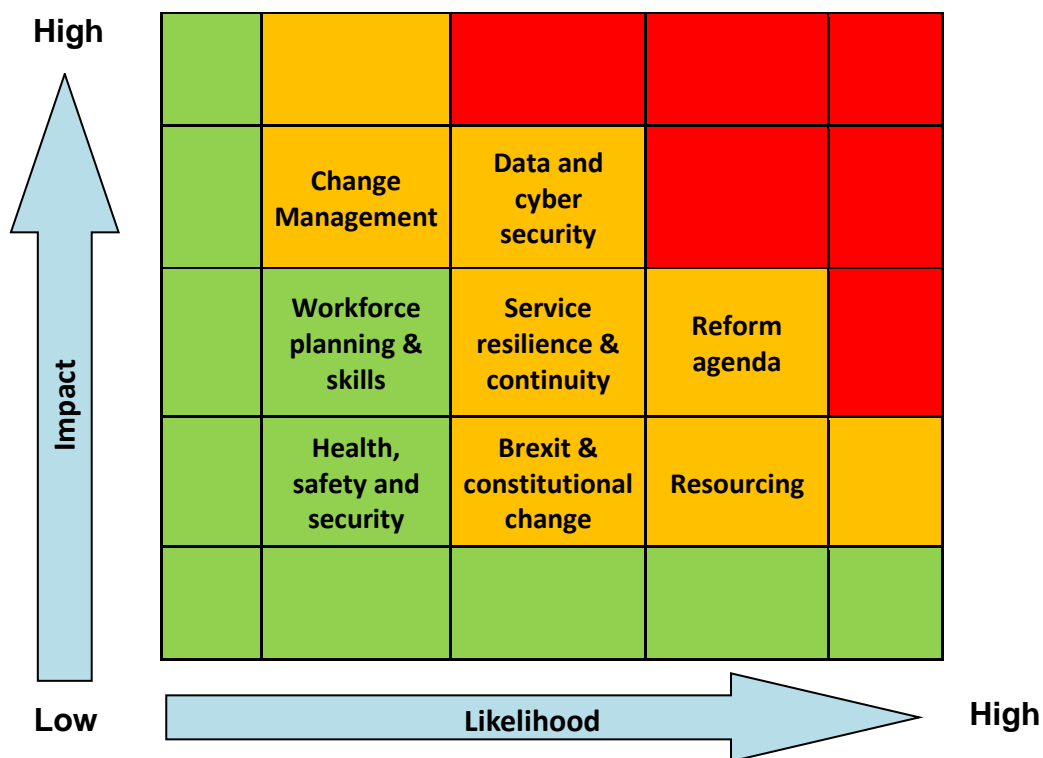 High
Change
Management
Data and
cyber
security
Workforce
planning &
skills
Service
resilience &
continuity
Reform
agenda
Impact
Health,
safety and
security
Brexit &
constitutional
change
Resourcing
Low
Likelihood
High